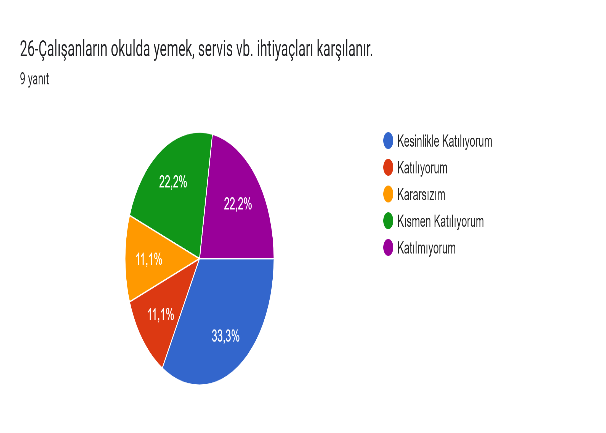 26-Çalışanların okulda yemek, servis vb. ihtiyaçları karşılanır.
9 yanıt
Kesinlikle Katılıyorum
Katılıyorum
Kararsızım
Kısmen Katılıyorum
Katılmıyorum
22,2%
22,2%
11,1%
11,1%
33,3%